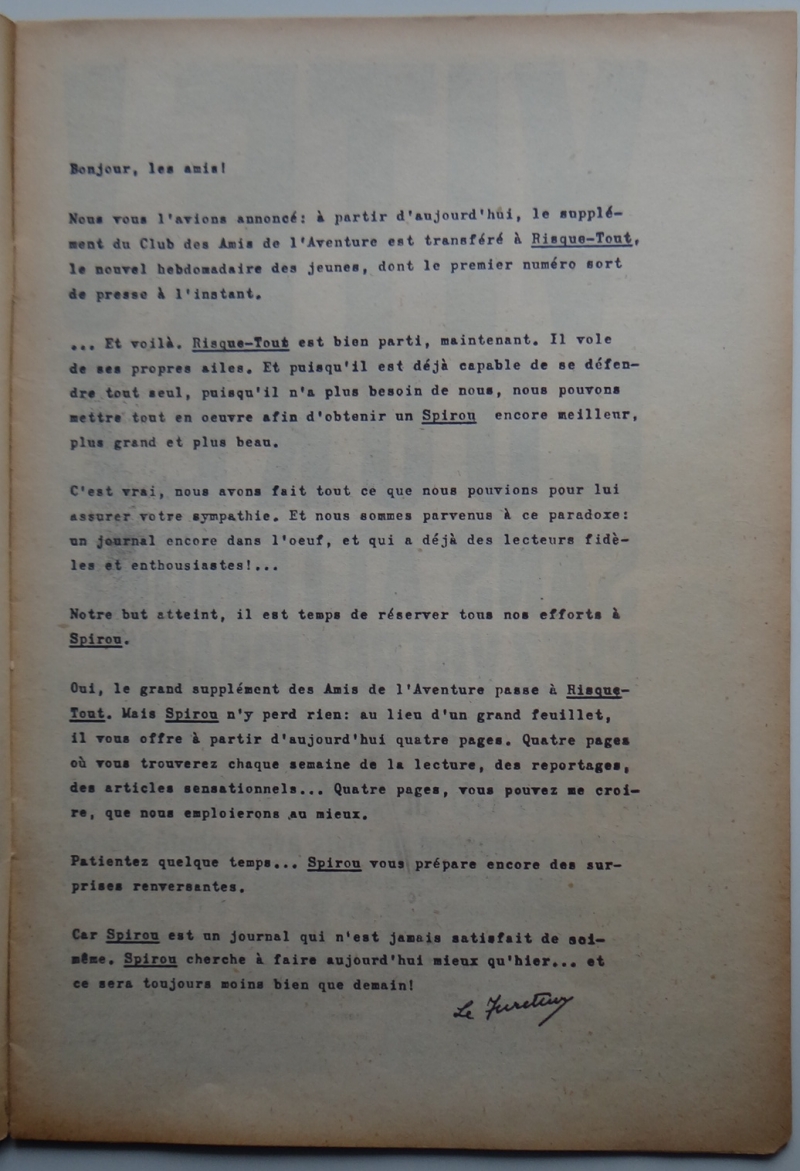 Bonjour, les amis!
Nous vous l'avions annoncé: à partir d'aujourd'hui, le supplé-
ment du Club des Amis de l'Aventure est transféré à Risque-Tout,
le nouvel hebdomadaire des jeunes, dont le premier numéro sort
de presse à l'instant.
... Et voilà. Risque-Tout est bien parti, maintenant. Il vole
de ses propres ailes. Et puisqu'il est déjà capable de se défen-
dre tout seul, puisqu'il n'a plus besoin de nous, nous pouvons
mettre tout en oeuvre afin d'obtenir un Spirou encore meilleur,
plus grand et plus beau.
C'est vrai, nous avons fait tout ce que nous pouvions pour lui
assurer votre sympathie. Et nous sommes parvenus à ce paradoxe:
un journal encore dans l'oeuf, et qui a déjà des lecteurs fidè-
les et enthousiastes!...
Notre but atteint, il est temps de réserver tous nos efforts à
Spirou.
Oui, le grand supplément des Amis de l'Aventure passe à Risque-
Tout. Mais Spirou n'y perd rien: au lieu d'un grand feuillet,
il vous offre à partir d'aujourd'hui quatre pages. Quatre pages
où vous trouverez chaque semaine de la lecture, des reportages,
des articles sensationnels... Quatre pages, vous pouvez me croi-
re, que nous emploierons au mieux.
Patientez quelque temps... Spirou vous prépare encore des sur-
prises renversantes.
Car Spirou est un journal qui n'est jamais satisfait de soi-
même. Spirou cherche à faire aujourd'hui mieux qu'hier... et
ce sera toujours moins bien que demain!
Le Fureteur